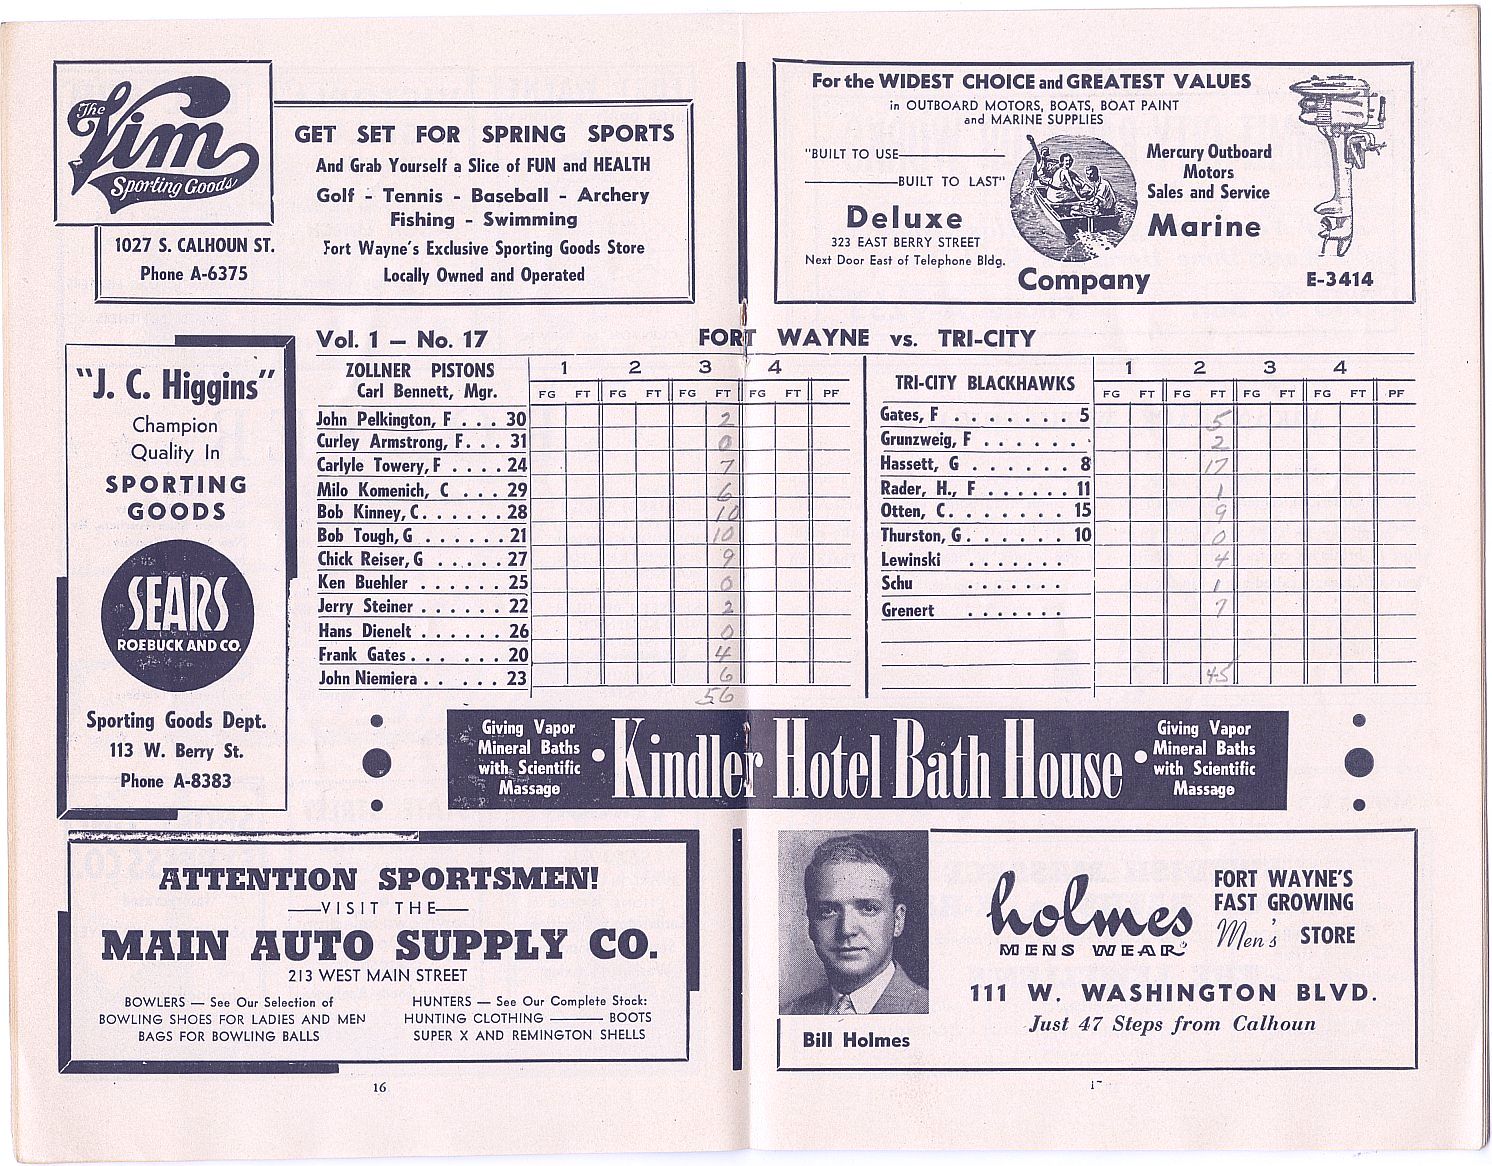 The
Vim
Sporting Goods
1027 S. CALHOUN ST.
Phone A-6375
GET SET FOR SPRING SPORTS
And Grab Yourself a Slice of FUN and HEALTH
Golf - Tennis - Baseball - Archery
Fishing - Swimming
Fort Wayne's Exclusive Sporting Goods Store
Locally Owned and Operated
For the WIDEST CHOICE and GREATEST VALUES
in OUTBOARD MOTORS, BOATS, BOAT PAINT
and MARINE SUPPLIES
"BUILT TO USE
BUILT TO LAST"
Deluxe
323 EAST BERRY STREET
Next Door East of Telephone Bldg.
Mercury Outboard
Motors
Sales and Service
Marine
Company
E-3414
"J. C. Higgins"
Champion
Quality In
SPORTING
GOODS
SEARS
ROEBUCK AND CO.
Sporting Goods Dept.
113 W. Berry St.
Phone A-8383
Vol. 1 — No. 17 FORT WAYNE vs. TRI-CITY
ZOLLNER PISTONS 1 2 3 4
Carl Bennett, Mgr. FG FT FG FT FG FT FG FT PF
John Pelkington, F . . . 30 2
Curley Armstrong, F. . . 31 0
Carlyle Towery, F . . . . 24 7
Milo Komenich, C . . . 29 6
Bob Kinney, C. . . . . . . 28 10
Bob Tough, G . . . . . . 21 10
Chick Reiser, G . . . . . 27 9
Ken Buehler . . . . . . 25 0
Jerry Steiner . . . . . . 22 2
Hans Dienelt . . . . . . 26 0
Frank Gates . . . . . . 20 4
John Niemiera . . . . . 23 6
56
TRI-CITY BLACKHAWKS 1 2 3 4
FG FT FG FT FG FT FG FT PF
Gates, F . . . . . . . 5 5
Grunzweig, F . . . . . . . 2
Hassett, G . . . . . . 8 17
Rader, H., F . . . . . . 11 1
Otten, C. . . . . . . . 15 9
Thurston, G . . . . . . . 10 0
Lewinski . . . . . . . 4
Schu . . . . . . . 1
Grenert . . . . . . . 7
45
Giving Vapor
Mineral Baths
with Scientific
Massage
• Kindler Hotel Bath House •
Giving Vapor
Mineral Baths
with Scientific
Massage
ATTENTION SPORTSMEN!
—VISIT THE—
MAIN AUTO SUPPLY CO.
213 WEST MAIN STREET
BOWLERS — See Our Selection of
BOWLING SHOES FOR LADIES AND MEN
BAGS FOR BOWLING BALLS
HUNTERS — See Our Complete Stock:
HUNTING CLOTHING ——— BOOTS
SUPER X AND REMINGTON SHELLS
Bill Holmes
holmes
MENS WEAR
FORT WAYNE'S
FAST GROWING
Men's STORE
111 W. WASHINGTON BLVD.
Just 47 Steps from Calhoun
16